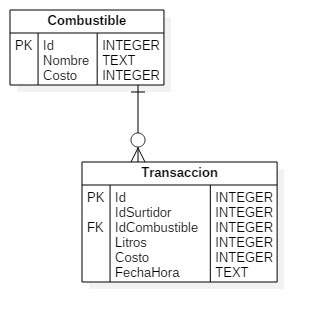 Combustible
PK Id INTEGER
Nombre TEXT
Costo INTEGER
Transaccion
PK Id INTEGER
IdSurtidor INTEGER
FK IdCombustible INTEGER
Litros INTEGER
Costo INTEGER
FechaHora TEXT